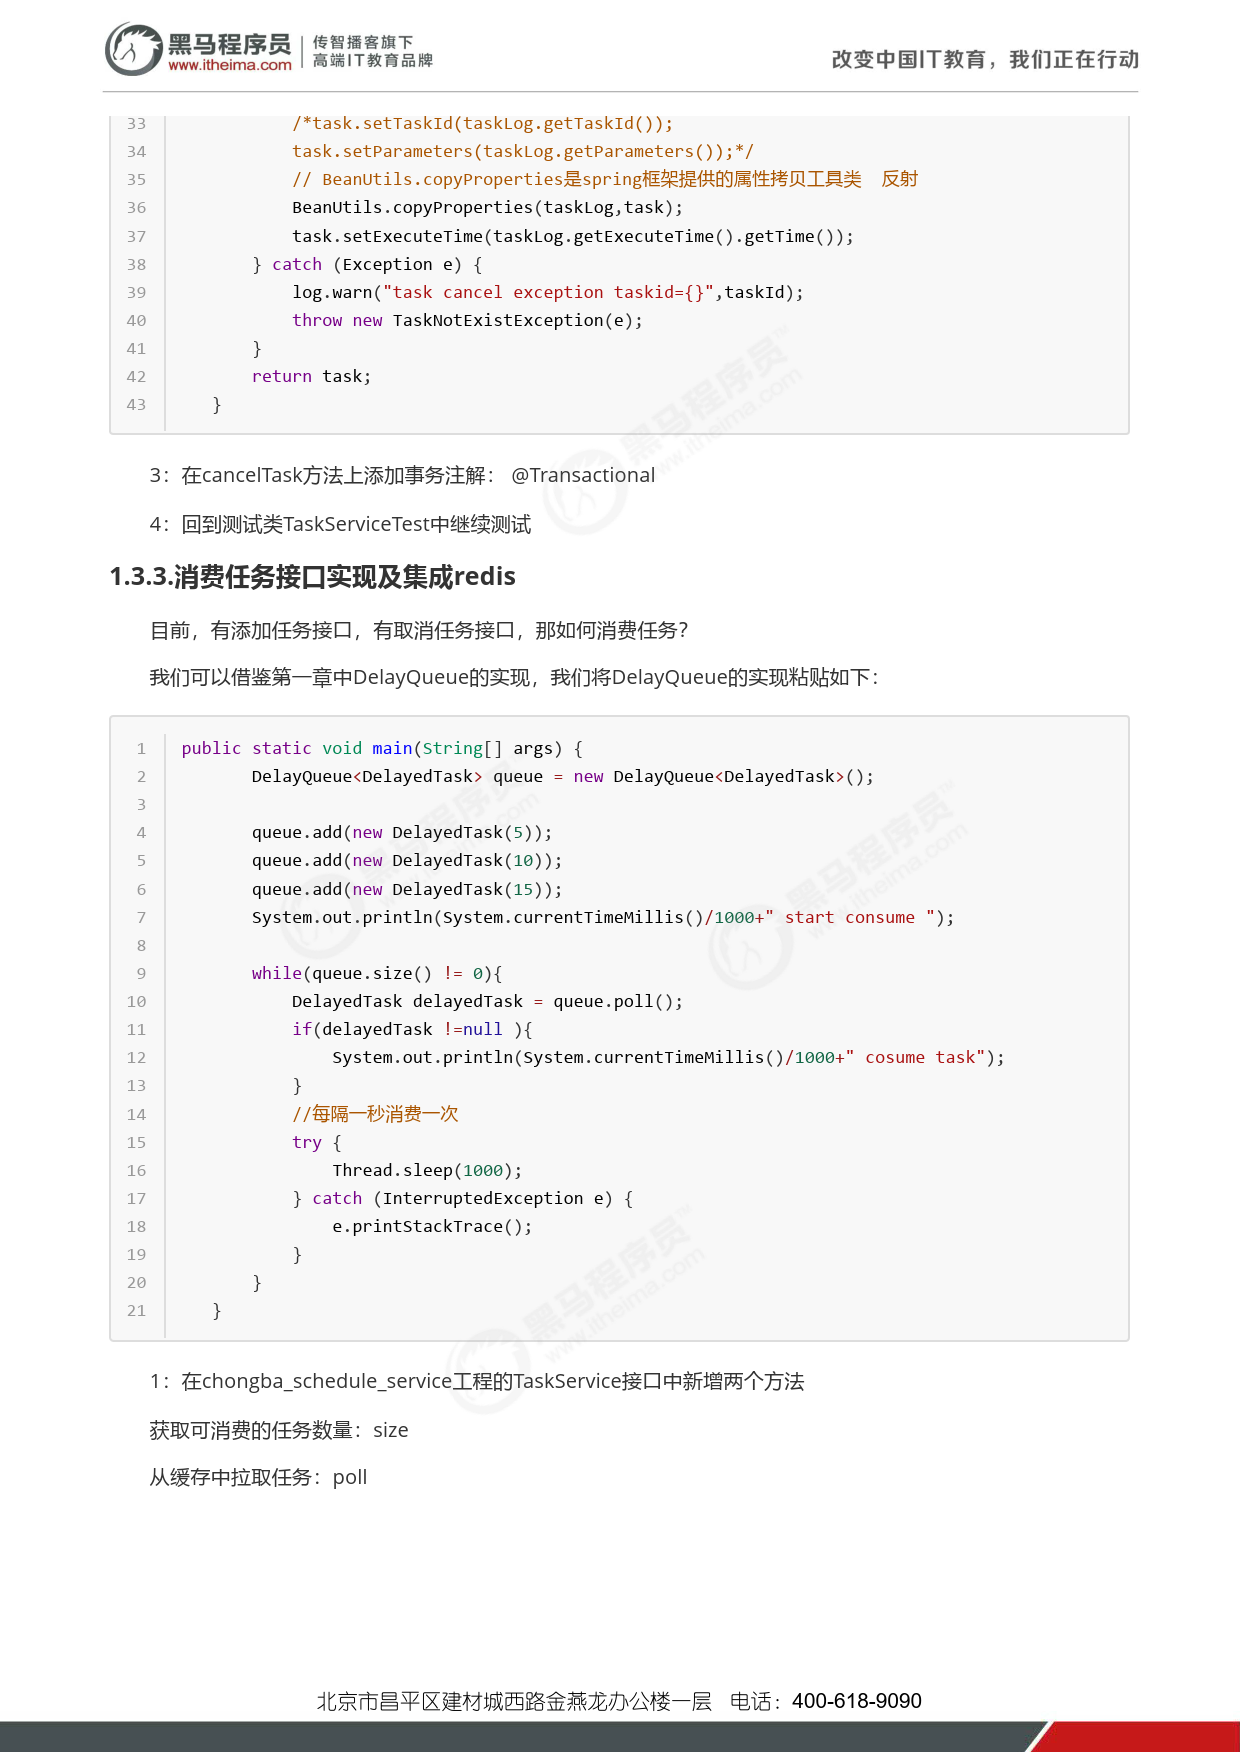 黑马程序员 传智播客旗下
www.itheima.com 高端IT教育品牌
改变中国IT教育，我们正在行动
33 /*task.setTaskId(taskLog.getTaskId());
34 task.setParameters(taskLog.getParameters());*/
35 // BeanUtils.copyProperties是spring框架提供的属性拷贝工具类 反射
36 BeanUtils.copyProperties(taskLog,task);
37 task.setExecuteTime(taskLog.getExecuteTime().getTime());
38 } catch (Exception e) {
39 log.warn("task cancel exception taskid={}",taskId);
40 throw new TaskNotExistException(e);
41 }
42 return task;
43 }
3：在cancelTask方法上添加事务注解： @Transactional
4：回到测试类TaskServiceTest中继续测试
1.3.3.消费任务接口实现及集成redis
目前，有添加任务接口，有取消任务接口，那如何消费任务？
我们可以借鉴第一章中DelayQueue的实现，我们将DelayQueue的实现粘贴如下：
1 public static void main(String[] args) {
2 DelayQueue<DelayedTask> queue = new DelayQueue<DelayedTask>();
3
4 queue.add(new DelayedTask(5));
5 queue.add(new DelayedTask(10));
6 queue.add(new DelayedTask(15));
7 System.out.println(System.currentTimeMillis()/1000+" start consume ");
8
9 while(queue.size() != 0){
10 DelayedTask delayedTask = queue.poll();
11 if(delayedTask !=null ){
12 System.out.println(System.currentTimeMillis()/1000+" cosume task");
13 }
14 //每隔一秒消费一次
15 try {
16 Thread.sleep(1000);
17 } catch (InterruptedException e) {
18 e.printStackTrace();
19 }
20 }
21 }
1：在chongba_schedule_service工程的TaskService接口中新增两个方法
获取可消费的任务数量：size
从缓存中拉取任务：poll
北京市昌平区建材城西路金燕龙办公楼一层 电话：400-618-9090